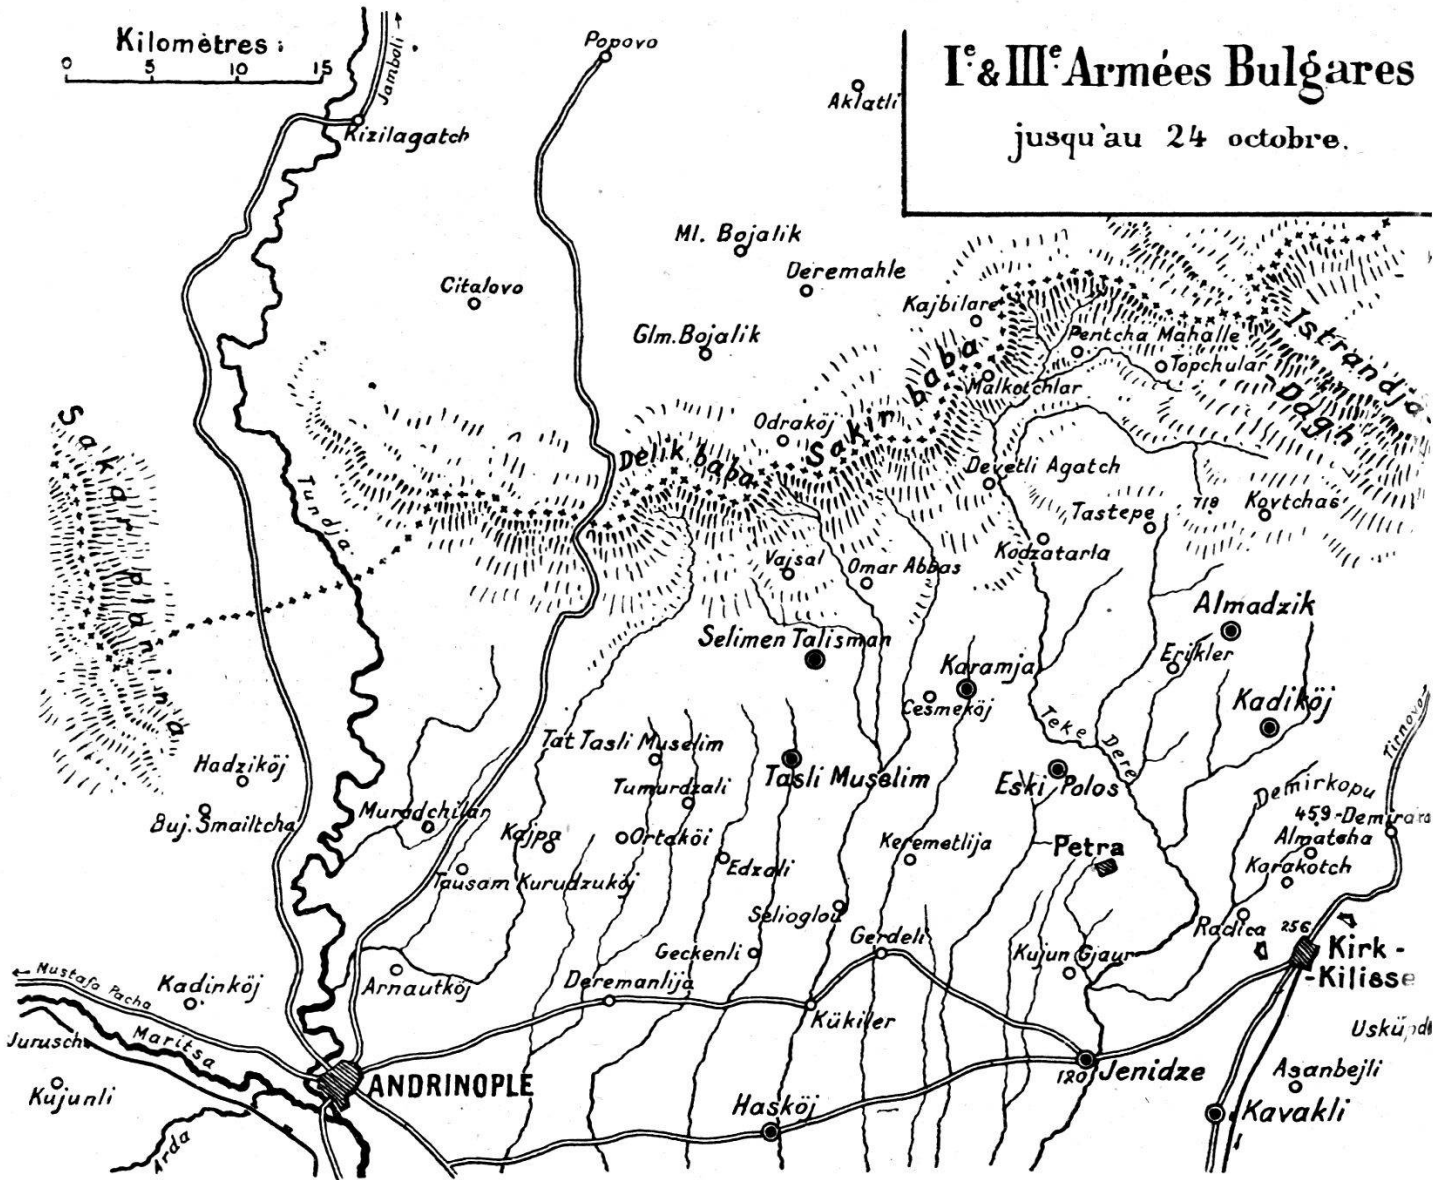 Kilomètres:
0 5 10 15
Iᵉ & IIIᵉ Armées Bulgares
jusqu'au 24 octobre.
Jamboli
Kizilagatch
Popovo
Aklatli
Ml. Bojalik
Deremahle
Citalovo
Glm. Bojalik
Kajbilare
Pentcha Mahalle
Topchular
Malkotchlar
Istrandja-
-Dagh
Sakar planina
Tundja
Odraköj
Delik baba
Sakir baba
Devetli Agatch
Tastepe
718
Kovtchas
Kodzatarla
Vajsal
Omar Abbas
Almadzik
Selimen Talisman
Erikler
Karamja
Cesmeköj
Kadiköj
Teke Dere
Tirnovo
Tat Tasli Muselim
Hadziköj
Tasli Muselim
Eski Polos
Tumurdzali
Demirkopu
459-Demirara
Buj. Smailtcha
Muradchilar
Kajpa
Ortaköi
Edzali
Keremetlija
Petra
Almatsha
Karakotch
Tausam Kurudzuköj
Selioglou
Radica
256
Kirk-
-Kilisse
Geckenli
Gerdeli
Kujun Gjaur
Mustafa Pacha
Kadinköj
Arnautköj
Deremanlija
Kükiler
Jurusch
Maritsa
Kujunli
ANDRINOPLE
120
Jenidze
Asanbejli
Hasköj
Kavakli
Arda